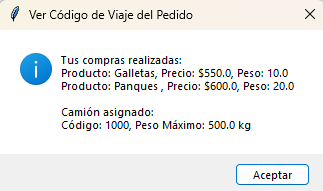 Ver Código de Viaje del Pedido
Tus compras realizadas:
Producto: Galletas, Precio: $550.0, Peso: 10.0
Producto: Panques , Precio: $600.0, Peso: 20.0
Camión asignado:
Código: 1000, Peso Máximo: 500.0 kg
Aceptar